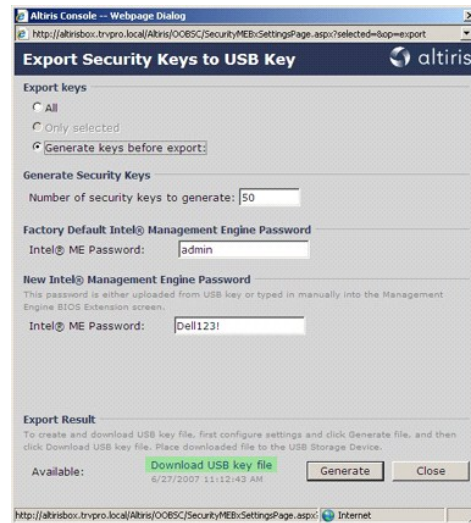 Altiris Console -- Webpage Dialog
http://altirisbox.trvpro.local/Altiris/OOBSC/SecurityMEBxSettingsPage.aspx?selected=&op=export
Export Security Keys to USB Key
altiris
Export keys
All
Only selected
Generate keys before export:
Generate Security Keys
Number of security keys to generate: 50
Factory Default Intel® Management Engine Password
Intel® ME Password: admin
New Intel® Management Engine Password
This password is either uploaded from USB key or typed in manually into the Management
Engine BIOS Extension screen.
Intel® ME Password: Dell123!
Export Result
To create and download USB key file, first configure settings and click Generate file, and then
click Download USB key file. Place downloaded file to the USB Storage Device.
Available: Download USB key file Generate Close
6/27/2007 11:12:43 AM
http://altirisbox.trvpro.local/Altiris/OOBSC/SecurityMEBxSettingsPage.aspx? Internet